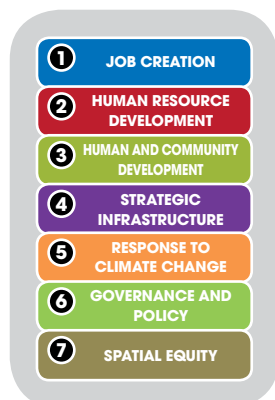 1 JOB CREATION
2 HUMAN RESOURCE
DEVELOPMENT
3 HUMAN AND COMMUNITY
DEVELOPMENT
4 STRATEGIC
INFRASTRUCTURE
5 RESPONSE TO
CLIMATE CHANGE
6 GOVERNANCE AND
POLICY
7 SPATIAL EQUITY